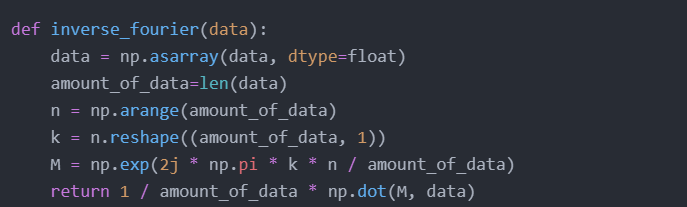 def inverse_fourier(data):
    data = np.asarray(data, dtype=float)
    amount_of_data=len(data)
    n = np.arange(amount_of_data)
    k = n.reshape((amount_of_data, 1))
    M = np.exp(2j * np.pi * k * n / amount_of_data)
    return 1 / amount_of_data * np.dot(M, data)